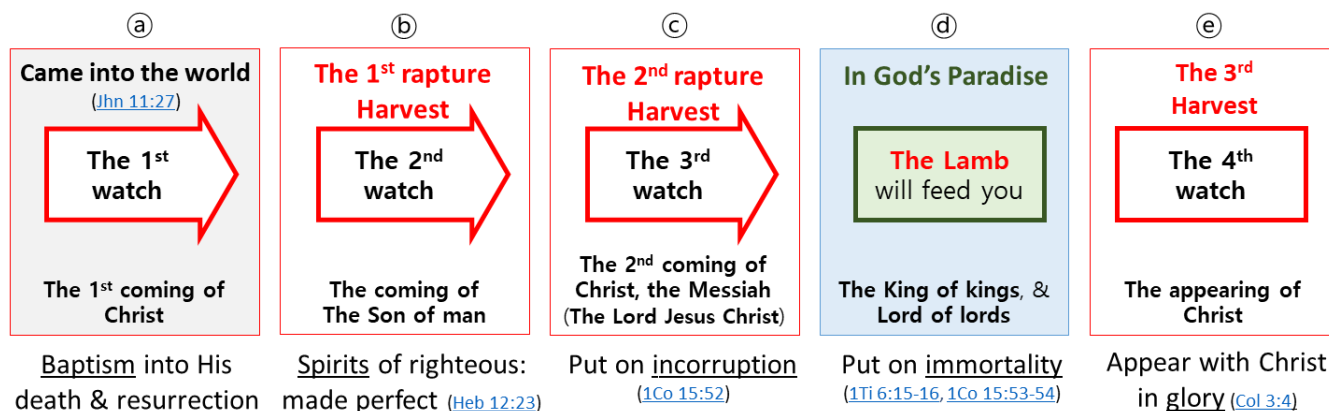 ⓐ
Came into the world
(Jhn 11:27)
The 1st
watch
The 1st coming of
Christ
Baptism into His
death & resurrection
ⓑ
The 1st rapture
Harvest
The 2nd
watch
The coming of
The Son of man
Spirits of righteous:
made perfect (Heb 12:23)
ⓒ
The 2nd rapture
Harvest
The 3rd
watch
The 2nd coming of
Christ, the Messiah
(The Lord Jesus Christ)
Put on incorruption
(1Co 15:52)
ⓓ
In God's Paradise
The Lamb
will feed you
The King of kings, &
Lord of lords
Put on immortality
(1Ti 6:15-16, 1Co 15:53-54)
ⓔ
The 3rd
Harvest
The 4th
watch
The appearing of
Christ
Appear with Christ
in glory (Col 3:4)